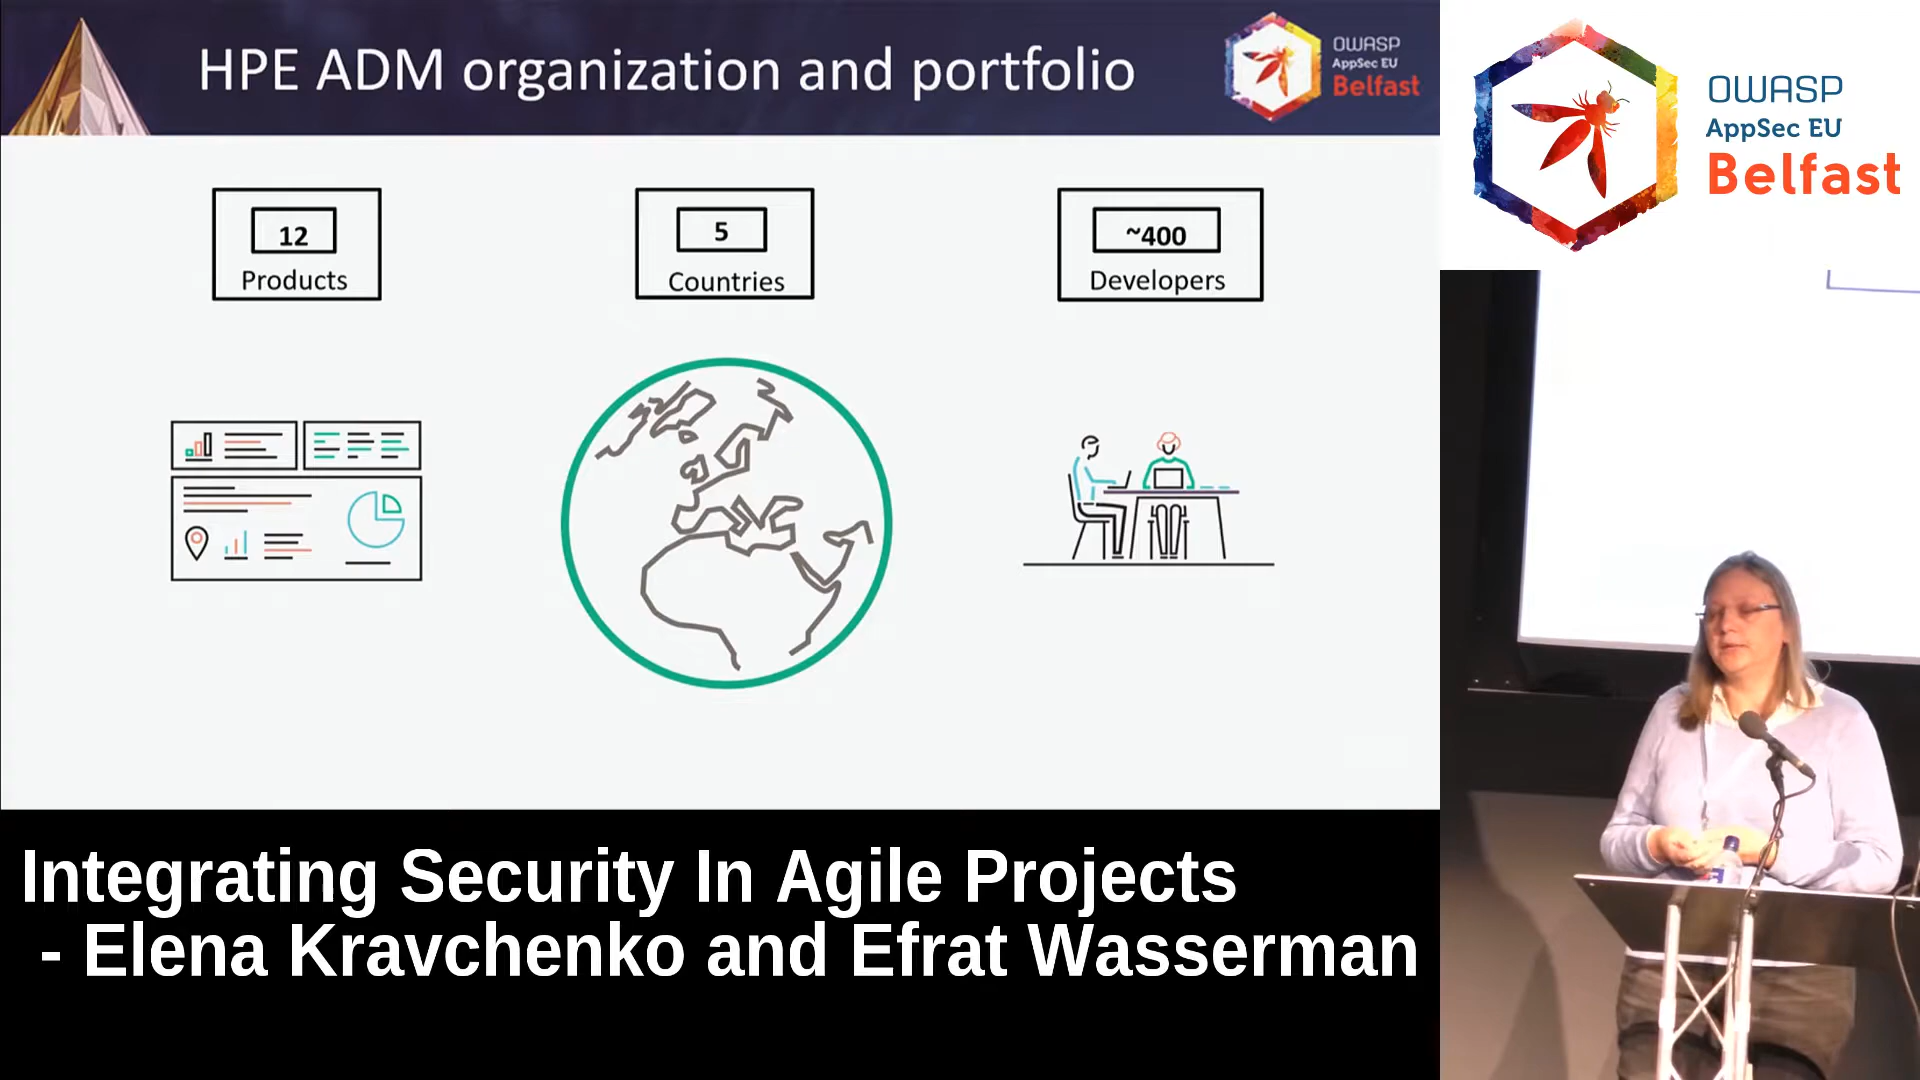 HPE ADM organization and portfolio
OWASP
AppSec EU
Belfast
OWASP
AppSec EU
Belfast
12
Products
5
Countries
~400
Developers
Integrating Security In Agile Projects
- Elena Kravchenko and Efrat Wasserman